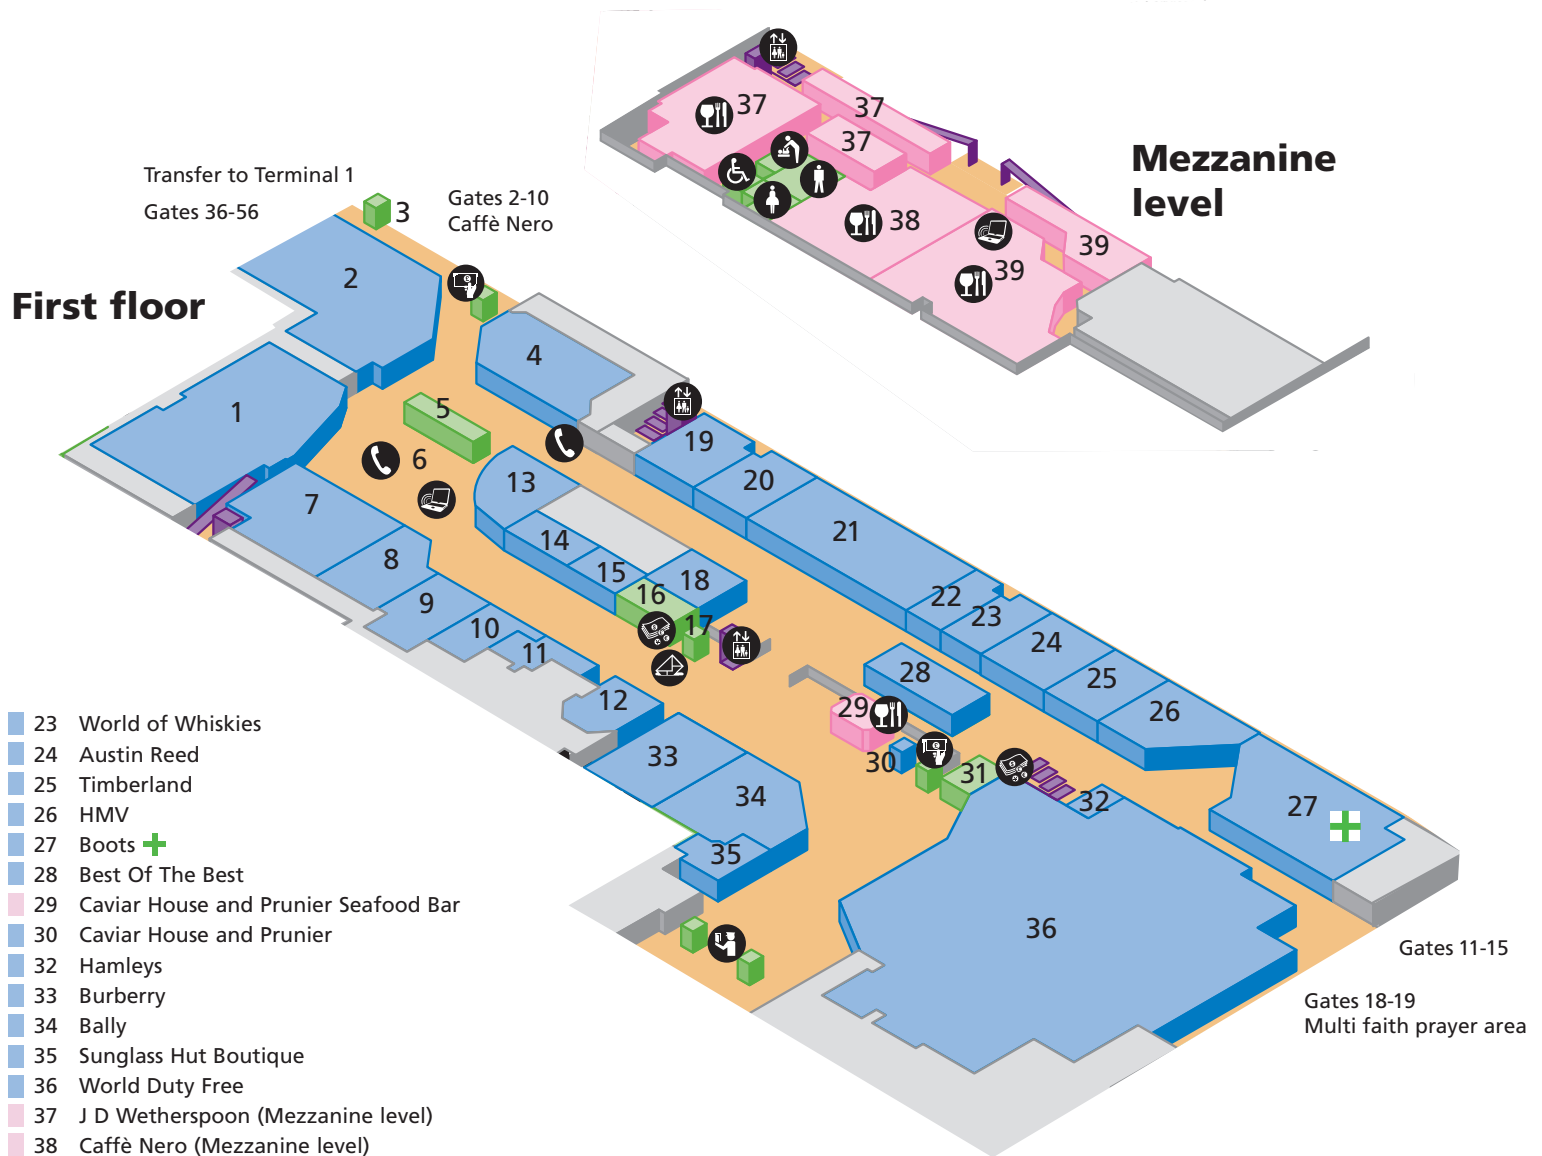 Mezzanine
level
37
37
37
38
39
39
Transfer to Terminal 1
Gates 36-56
3
Gates 2-10
Caffè Nero
First floor
2
4
1
5
6
7
8
9
10
11
12
13
14
15
16
17
18
19
20
21
22
23
24
25
26
27
28
29
30
31
32
33
34
35
36
Gates 11-15
Gates 18-19
Multi faith prayer area
23 World of Whiskies
24 Austin Reed
25 Timberland
26 HMV
27 Boots
28 Best Of The Best
29 Caviar House and Prunier Seafood Bar
30 Caviar House and Prunier
32 Hamleys
33 Burberry
34 Bally
35 Sunglass Hut Boutique
36 World Duty Free
37 J D Wetherspoon (Mezzanine level)
38 Caffè Nero (Mezzanine level)